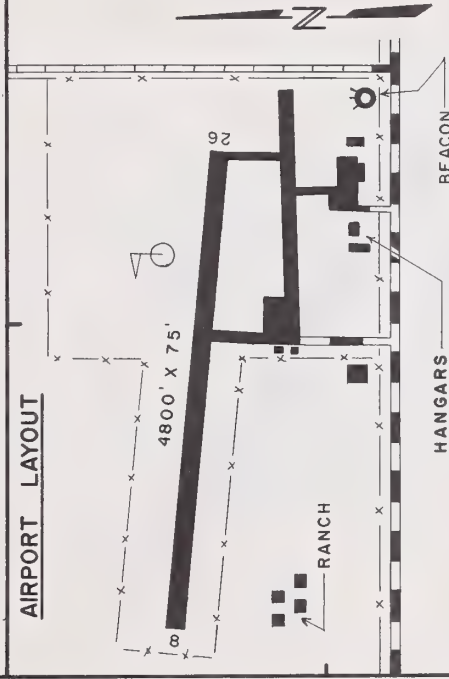 N
AIRPORT LAYOUT
26
4800' X 75'
8
RANCH
HANGARS
BEACON